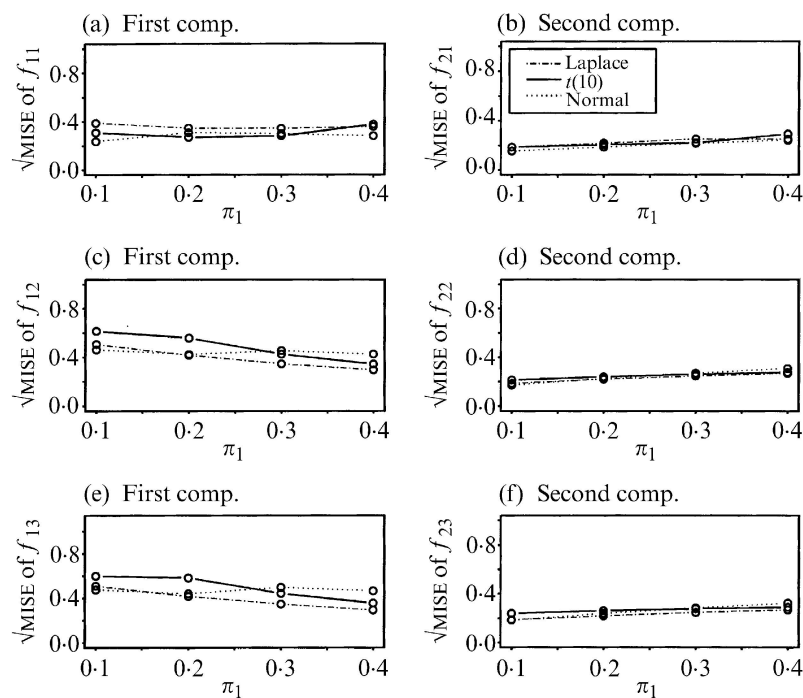 (a) First comp.
√MISE of f11
0·8
0·4
0·0
0·1 0·2 0·3 0·4
π1
(b) Second comp.
√MISE of f21
0·8
0·4
0·0
Laplace
t(10)
Normal
0·1 0·2 0·3 0·4
π1
(c) First comp.
√MISE of f12
0·8
0·4
0·0
0·1 0·2 0·3 0·4
π1
(d) Second comp.
√MISE of f22
0·8
0·4
0·0
0·1 0·2 0·3 0·4
π1
(e) First comp.
√MISE of f13
0·8
0·4
0·0
0·1 0·2 0·3 0·4
π1
(f) Second comp.
√MISE of f23
0·8
0·4
0·0
0·1 0·2 0·3 0·4
π1